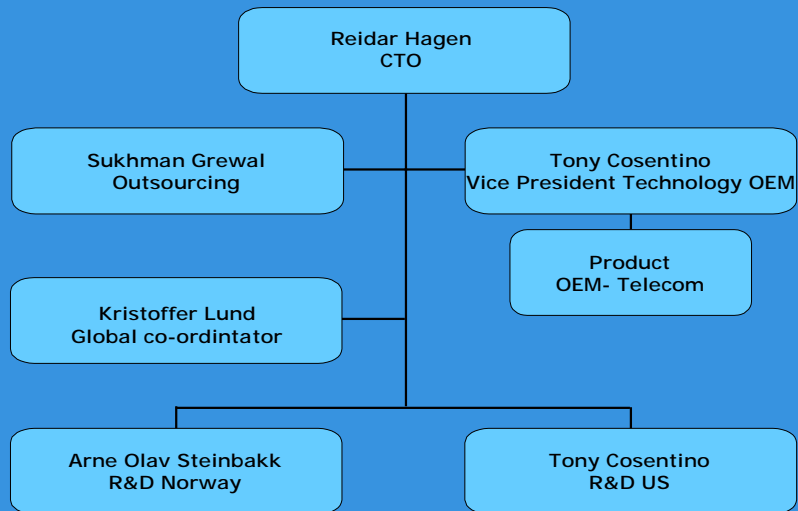 Reidar Hagen
CTO
Sukhman Grewal
Outsourcing
Tony Cosentino
Vice President Technology OEM
Product
OEM- Telecom
Kristoffer Lund
Global co-ordintator
Arne Olav Steinbakk
R&D Norway
Tony Cosentino
R&D US